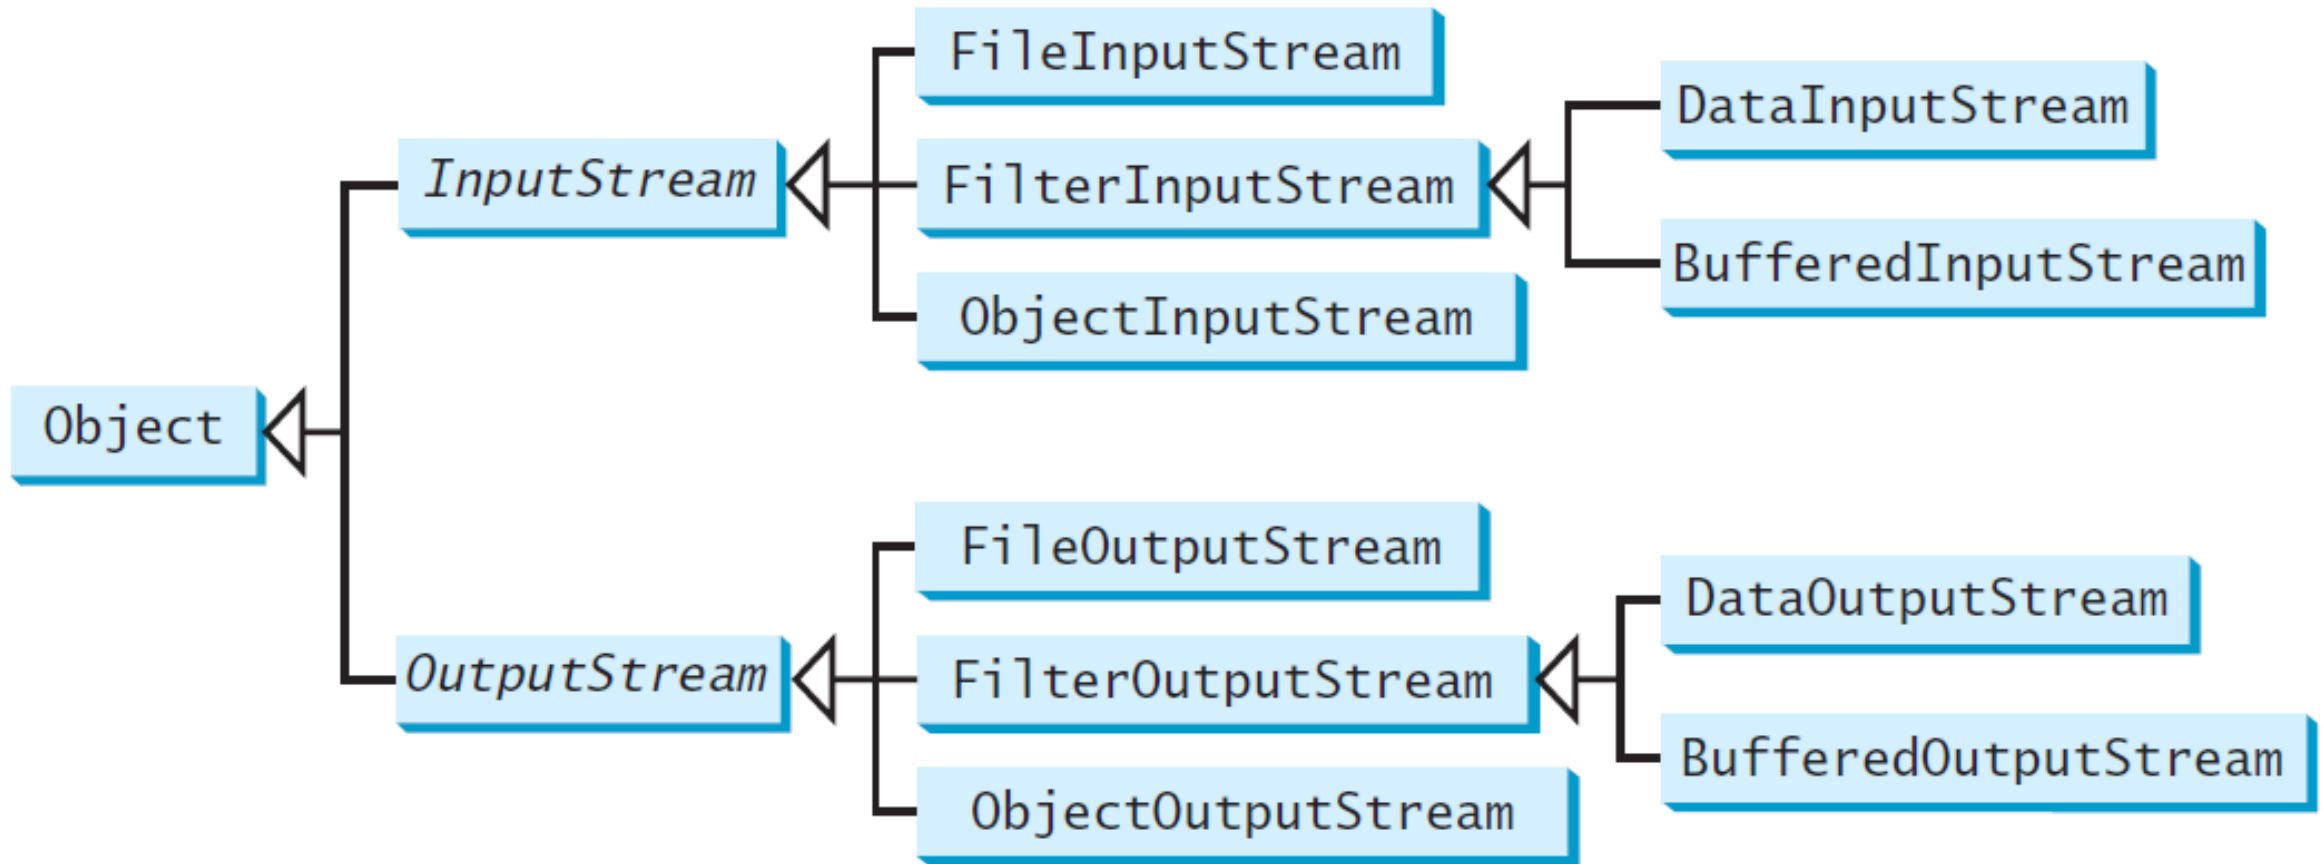 FileInputStream
DataInputStream
InputStream
FilterInputStream
BufferedInputStream
ObjectInputStream
Object
FileOutputStream
DataOutputStream
OutputStream
FilterOutputStream
BufferedOutputStream
ObjectOutputStream